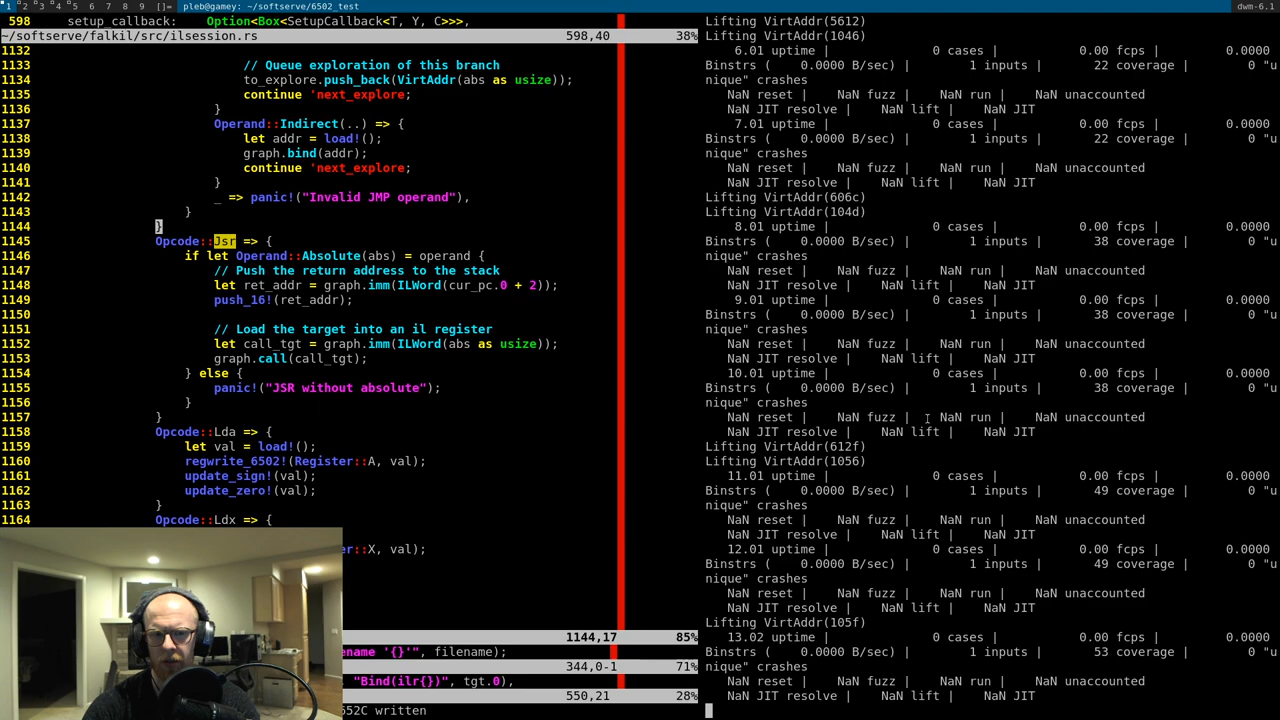 1 2 3 4 5 6 7 8 9 []= pleb@gamey: ~/softserve/6502_test dwm-6.1
598 setup_callback: Option<Box<SetupCallback<T, Y, C>>>,
~/softserve/falkil/src/ilsession.rs 598,40 38%
1132
1133 // Queue exploration of this branch
1134 to_explore.push_back(VirtAddr(abs as usize));
1135 continue 'next_explore;
1136 }
1137 Operand::Indirect(..) => {
1138 let addr = load!();
1139 graph.bind(addr);
1140 continue 'next_explore;
1141 }
1142 _ => panic!("Invalid JMP operand"),
1143 }
1144 }
1145 Opcode::Jsr => {
1146 if let Operand::Absolute(abs) = operand {
1147 // Push the return address to the stack
1148 let ret_addr = graph.imm(ILWord(cur_pc.0 + 2));
1149 push_16!(ret_addr);
1150
1151 // Load the target into an il register
1152 let call_tgt = graph.imm(ILWord(abs as usize));
1153 graph.call(call_tgt);
1154 } else {
1155 panic!("JSR without absolute");
1156 }
1157 }
1158 Opcode::Lda => {
1159 let val = load!();
1160 regwrite_6502!(Register::A, val);
1161 update_sign!(val);
1162 update_zero!(val);
1163 }
1164 Opcode::Ldx => {
r::X, val);
1144,17 85%
ename '{}'", filename);
344,0-1 71%
"Bind(ilr{})", tgt.0),
550,21 28%
52C written
Lifting VirtAddr(5612)
Lifting VirtAddr(1046)
6.01 uptime | 0 cases | 0.00 fcps | 0.0000
Binstrs ( 0.0000 B/sec) | 1 inputs | 22 coverage | 0 "u
nique" crashes
NaN reset | NaN fuzz | NaN run | NaN unaccounted
NaN JIT resolve | NaN lift | NaN JIT
7.01 uptime | 0 cases | 0.00 fcps | 0.0000
Binstrs ( 0.0000 B/sec) | 1 inputs | 22 coverage | 0 "u
nique" crashes
NaN reset | NaN fuzz | NaN run | NaN unaccounted
NaN JIT resolve | NaN lift | NaN JIT
Lifting VirtAddr(606c)
Lifting VirtAddr(104d)
8.01 uptime | 0 cases | 0.00 fcps | 0.0000
Binstrs ( 0.0000 B/sec) | 1 inputs | 38 coverage | 0 "u
nique" crashes
NaN reset | NaN fuzz | NaN run | NaN unaccounted
NaN JIT resolve | NaN lift | NaN JIT
9.01 uptime | 0 cases | 0.00 fcps | 0.0000
Binstrs ( 0.0000 B/sec) | 1 inputs | 38 coverage | 0 "u
nique" crashes
NaN reset | NaN fuzz | NaN run | NaN unaccounted
NaN JIT resolve | NaN lift | NaN JIT
10.01 uptime | 0 cases | 0.00 fcps | 0.0000
Binstrs ( 0.0000 B/sec) | 1 inputs | 38 coverage | 0 "u
nique" crashes
NaN reset | NaN fuzz | NaN run | NaN unaccounted
NaN JIT resolve | NaN lift | NaN JIT
Lifting VirtAddr(612f)
Lifting VirtAddr(1056)
11.01 uptime | 0 cases | 0.00 fcps | 0.0000
Binstrs ( 0.0000 B/sec) | 1 inputs | 49 coverage | 0 "u
nique" crashes
NaN reset | NaN fuzz | NaN run | NaN unaccounted
NaN JIT resolve | NaN lift | NaN JIT
12.01 uptime | 0 cases | 0.00 fcps | 0.0000
Binstrs ( 0.0000 B/sec) | 1 inputs | 49 coverage | 0 "u
nique" crashes
NaN reset | NaN fuzz | NaN run | NaN unaccounted
NaN JIT resolve | NaN lift | NaN JIT
Lifting VirtAddr(105f)
13.02 uptime | 0 cases | 0.00 fcps | 0.0000
Binstrs ( 0.0000 B/sec) | 1 inputs | 53 coverage | 0 "u
nique" crashes
NaN reset | NaN fuzz | NaN run | NaN unaccounted
NaN JIT resolve | NaN lift | NaN JIT